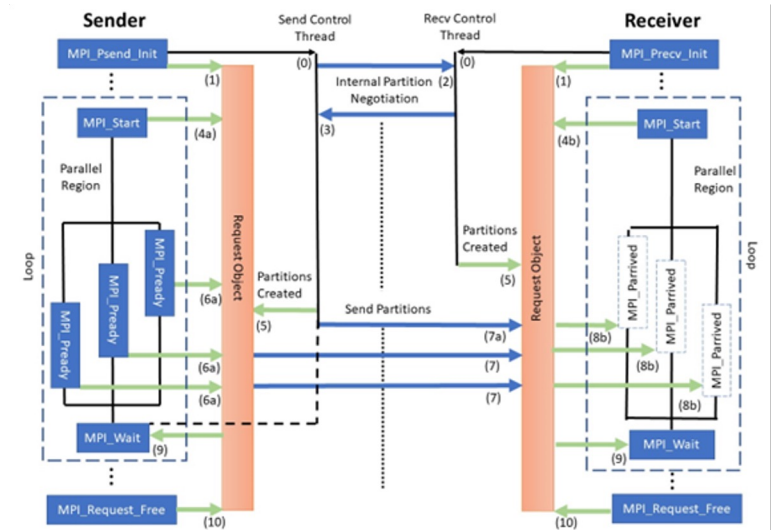 Sender
Send Control
Thread
Recv Control
Thread
Receiver
MPI_Psend_Init
(0)
(2)
(0)
MPI_Precv_Init
(1)
Internal Partition
Negotiation
(1)
MPI_Start
(4a)
(3)
(4b)
MPI_Start
Parallel
Region
Parallel
Region
Loop
MPI_Pready
MPI_Pready
MPI_Pready
Request Object
Partitions
Created
(5)
Partitions
Created
(5)
Request Object
MPI_Parrived
MPI_Parrived
MPI_Parrived
Loop
(6a)
Send Partitions
(7a)
(8b)
(6a)
(7)
(8b)
(6a)
(7)
(8b)
MPI_Wait
(9)
(9)
MPI_Wait
MPI_Request_Free
(10)
(10)
MPI_Request_Free